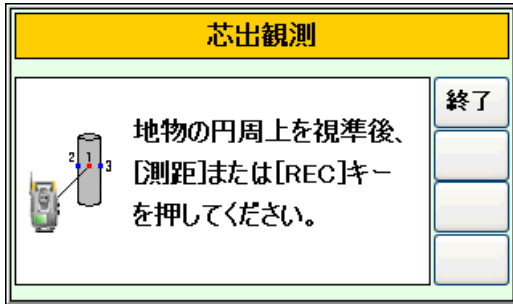 芯出観測
終了
地物の円周上を視準後、
[測距]または[REC]キー
を押してください。
2 1 3